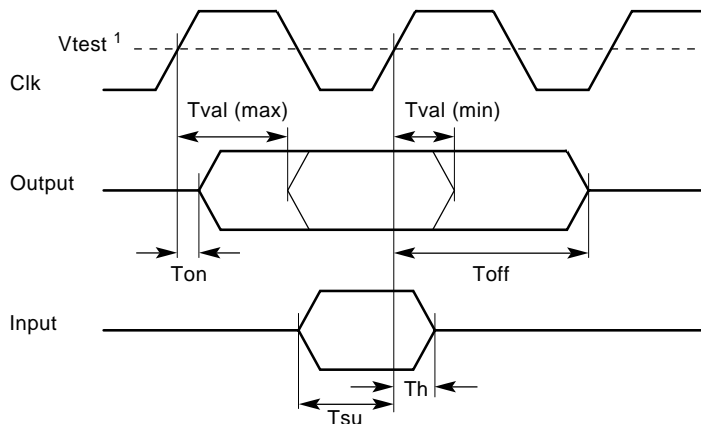 Vtest 1
Clk
Tval (max)
Tval (min)
Output
Ton
Toff
Input
Th
Tsu